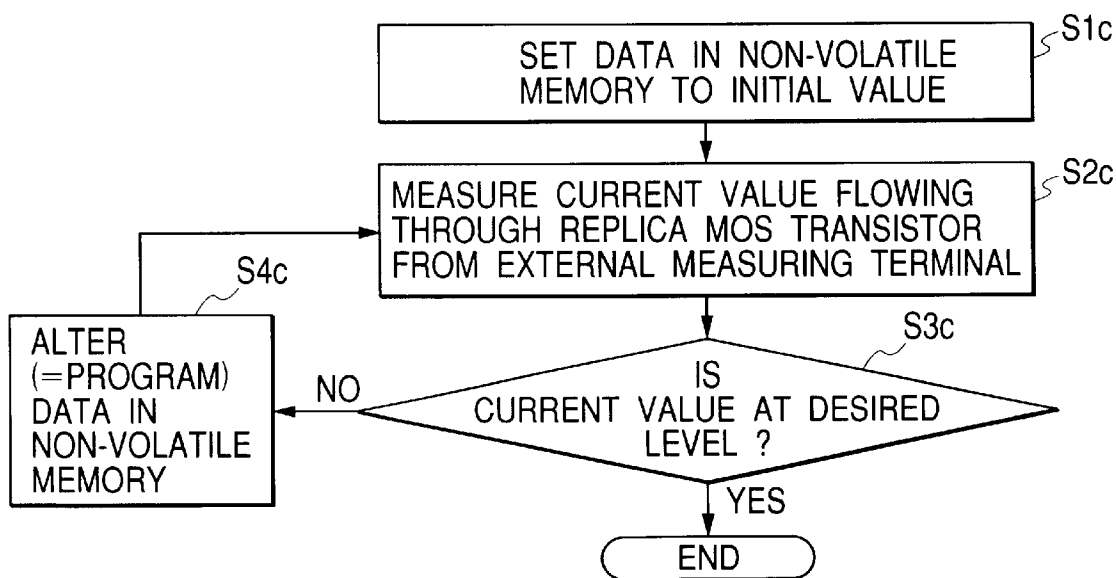 S1c
SET DATA IN NON-VOLATILE
MEMORY TO INITIAL VALUE
S2c
MEASURE CURRENT VALUE FLOWING
THROUGH REPLICA MOS TRANSISTOR
FROM EXTERNAL MEASURING TERMINAL
S4c
ALTER
(=PROGRAM)
DATA IN
NON-VOLATILE
MEMORY
NO
S3c
IS
CURRENT VALUE AT DESIRED
LEVEL ?
YES
END